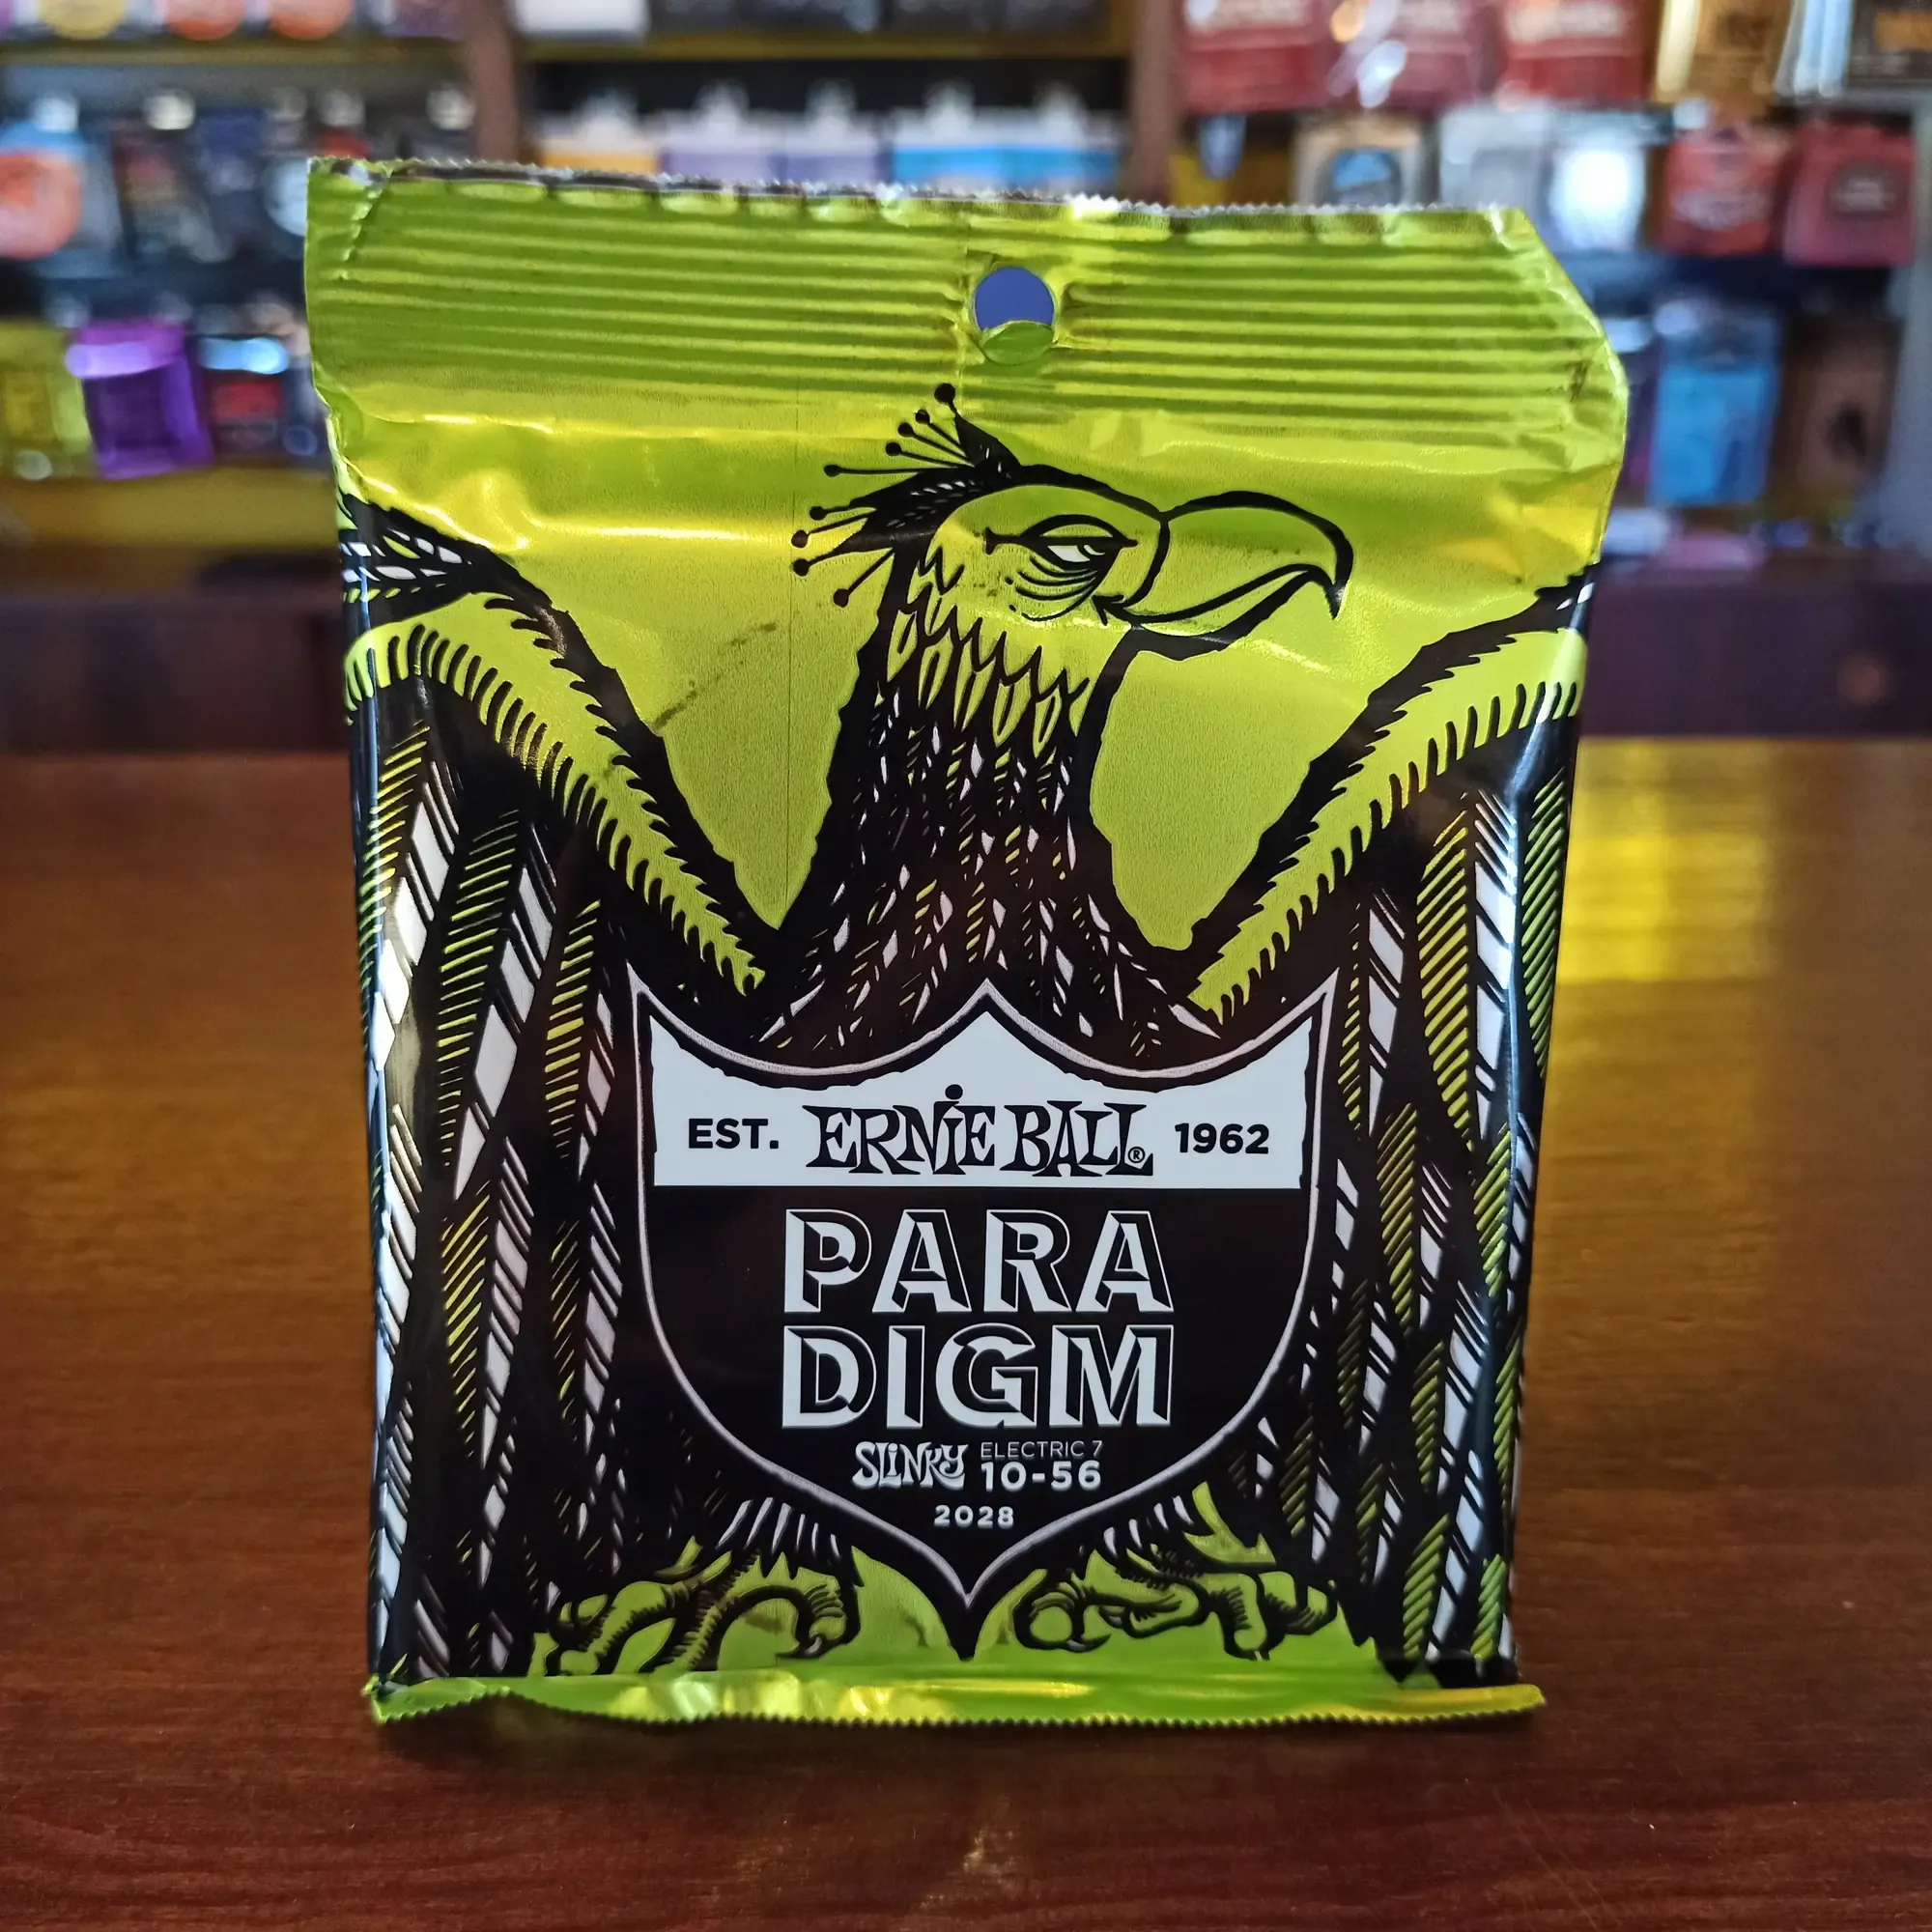 EST. ERNIE BALL® 1962
PARA
DIGM
SLINKY ELECTRIC 7
10-56
2028